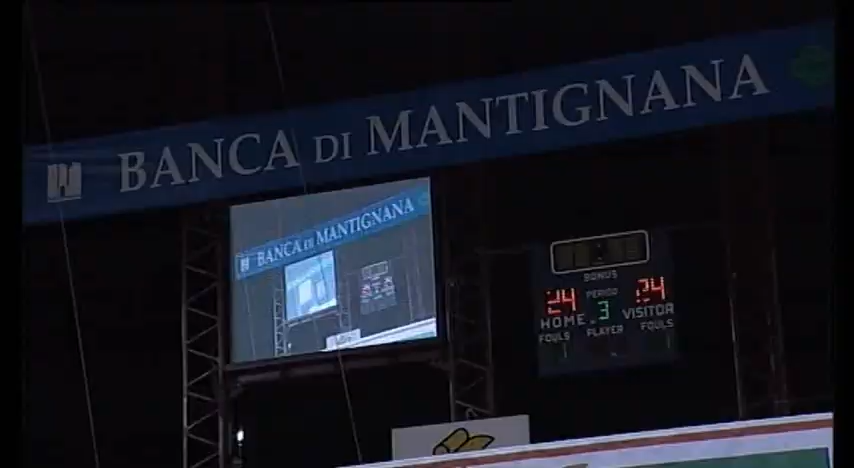 BANCA DI MANTIGNANA
BANCA DI MANTIGNANA
BONUS
24 PERIOD 24
HOME 3 VISITOR
FOULS PLAYER FOULS